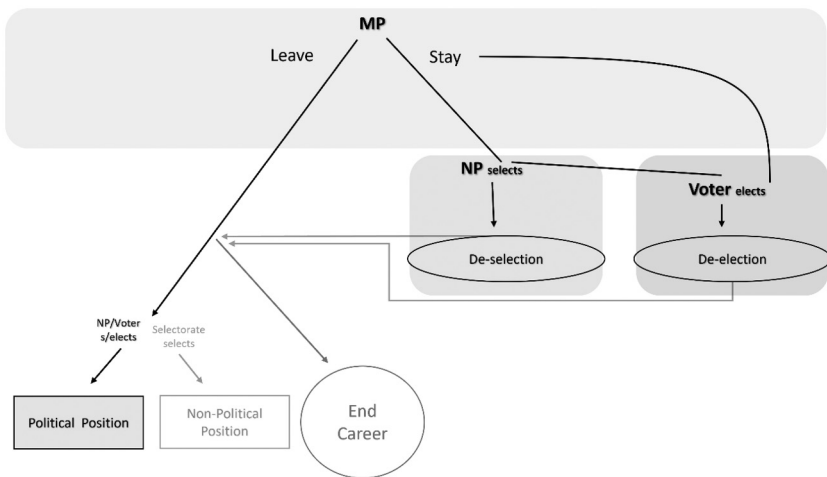 MP
Leave
Stay
NP selects
Voter elects
De-selection
De-election
NP/Voter
s/elects
Selectorate
selects
Political Position
Non-Political
Position
End
Career